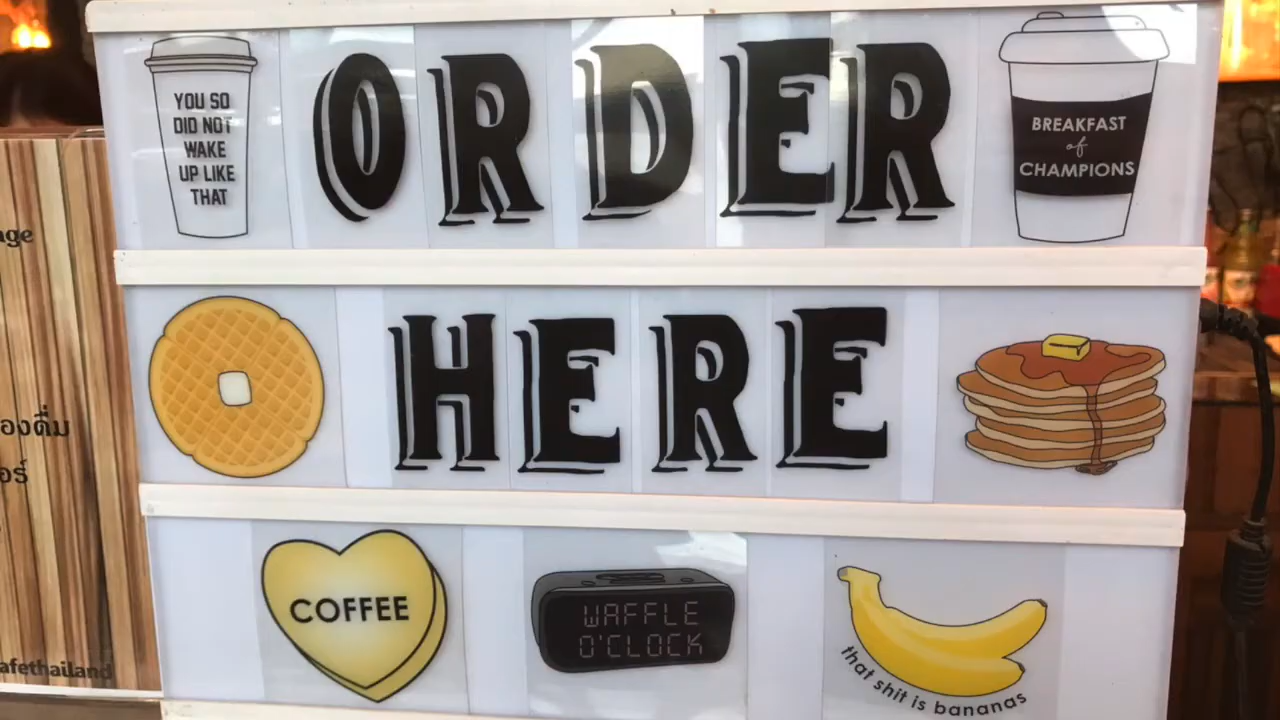 YOU SO
DID NOT
WAKE
UP LIKE
THAT
ORDER
BREAKFAST
of
CHAMPIONS
HERE
COFFEE
WAFFLE
O'CLOCK
that shit is bananas
afethailand